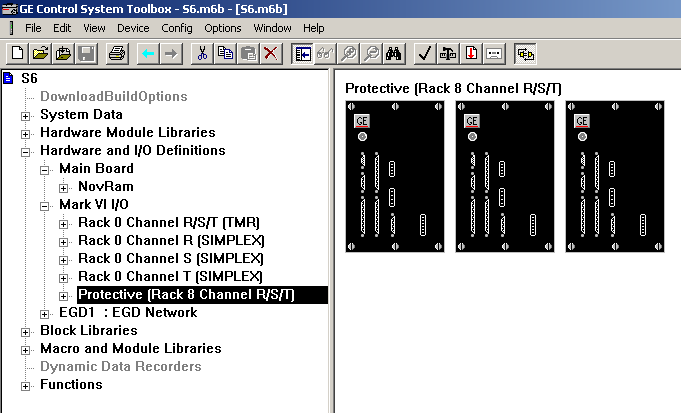 GE Control System Toolbox - S6.m6b - [S6.m6b]
File Edit Device View Config Options Window Help
S6
Protective (Rack 8 Channel R/S/T)
DownloadBuildOptions
System Data
GE GE GE
Hardware Module Libraries
Hardware and I/O Definitions
Main Board
NovRam
Mark VI I/O
Rack 0 Channel R/S/T (TMR)
Rack 0 Channel R (SIMPLEX)
Rack 0 Channel S (SIMPLEX)
Rack 0 Channel T (SIMPLEX)
Protective (Rack 8 Channel R/S/T)
EGD1 : EGD Network
Block Libraries
Macro and Module Libraries
Dynamic Data Recorders
Functions